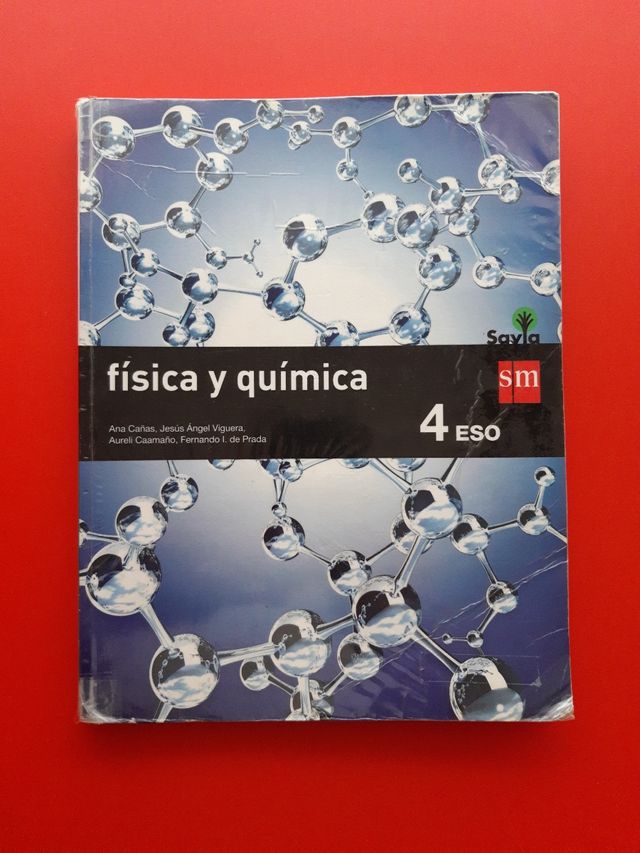 Savia
sm
física y química
Ana Cañas, Jesús Ángel Viguera,
Aureli Caamaño, Fernando I. de Prada
4 ESO